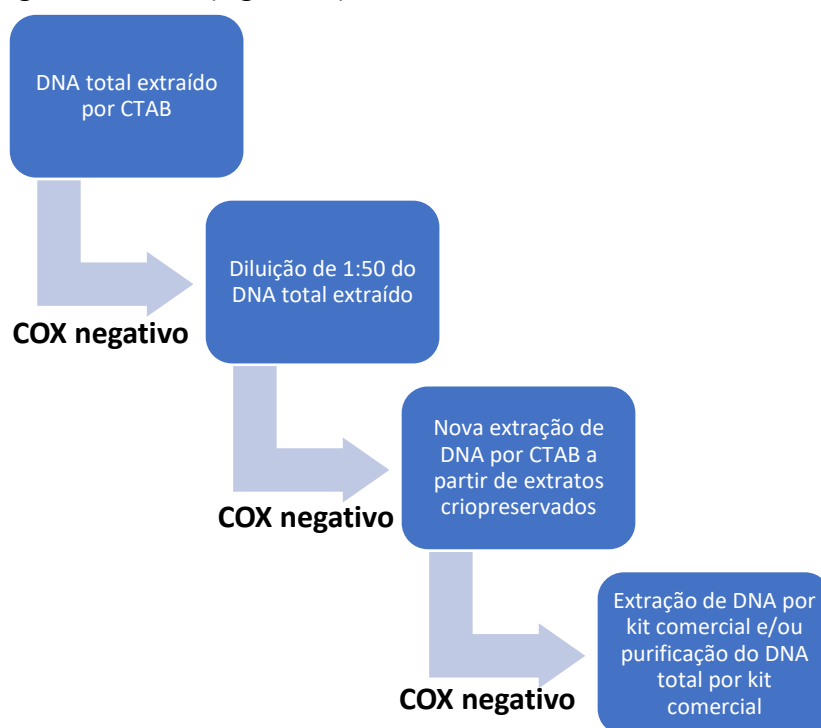 DNA total extraído
por CTAB
COX negativo
Diluição de 1:50 do
DNA total extraído
COX negativo
Nova extração de
DNA por CTAB a
partir de extratos
criopreservados
COX negativo
Extração de DNA por
kit comercial e/ou
purificação do DNA
total por kit
comercial